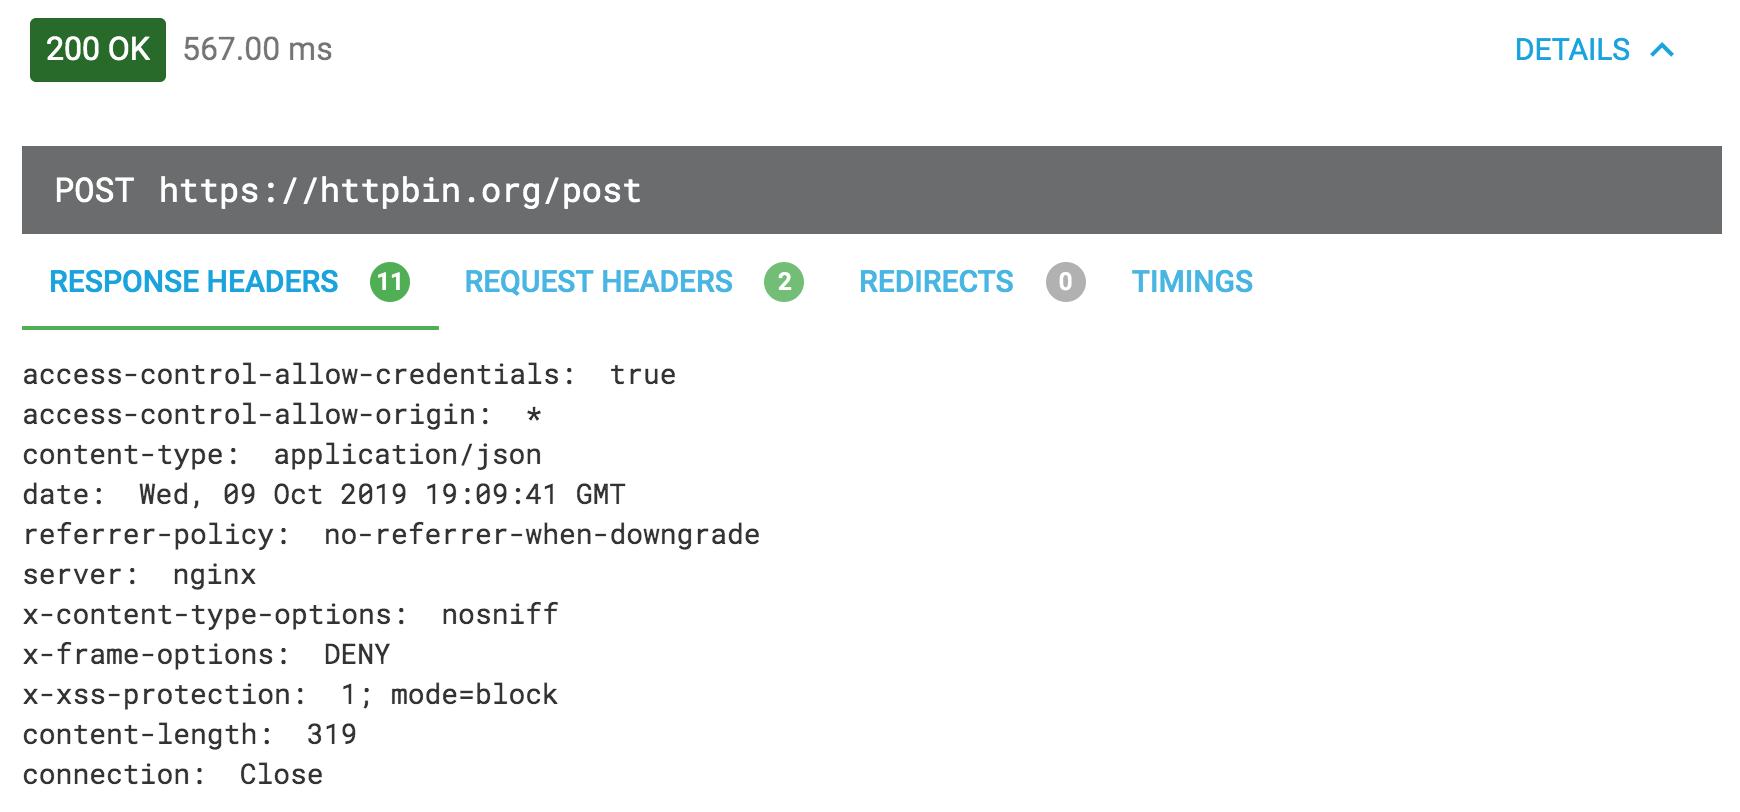 200 OK 567.00 ms DETAILS
POST https://httpbin.org/post
RESPONSE HEADERS 11 REQUEST HEADERS 2 REDIRECTS 0 TIMINGS
access-control-allow-credentials: true
access-control-allow-origin: *
content-type: application/json
date: Wed, 09 Oct 2019 19:09:41 GMT
referrer-policy: no-referrer-when-downgrade
server: nginx
x-content-type-options: nosniff
x-frame-options: DENY
x-xss-protection: 1; mode=block
content-length: 319
connection: Close